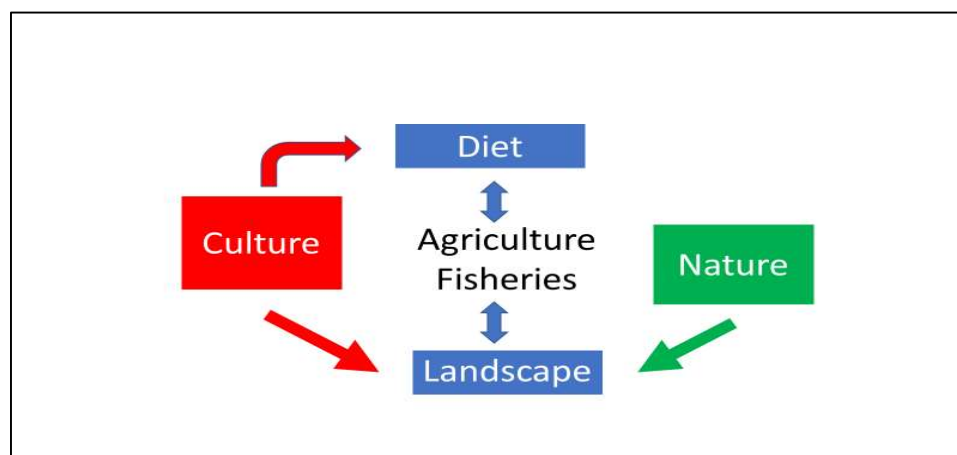 Diet
Culture
Agriculture
Fisheries
Nature
Landscape